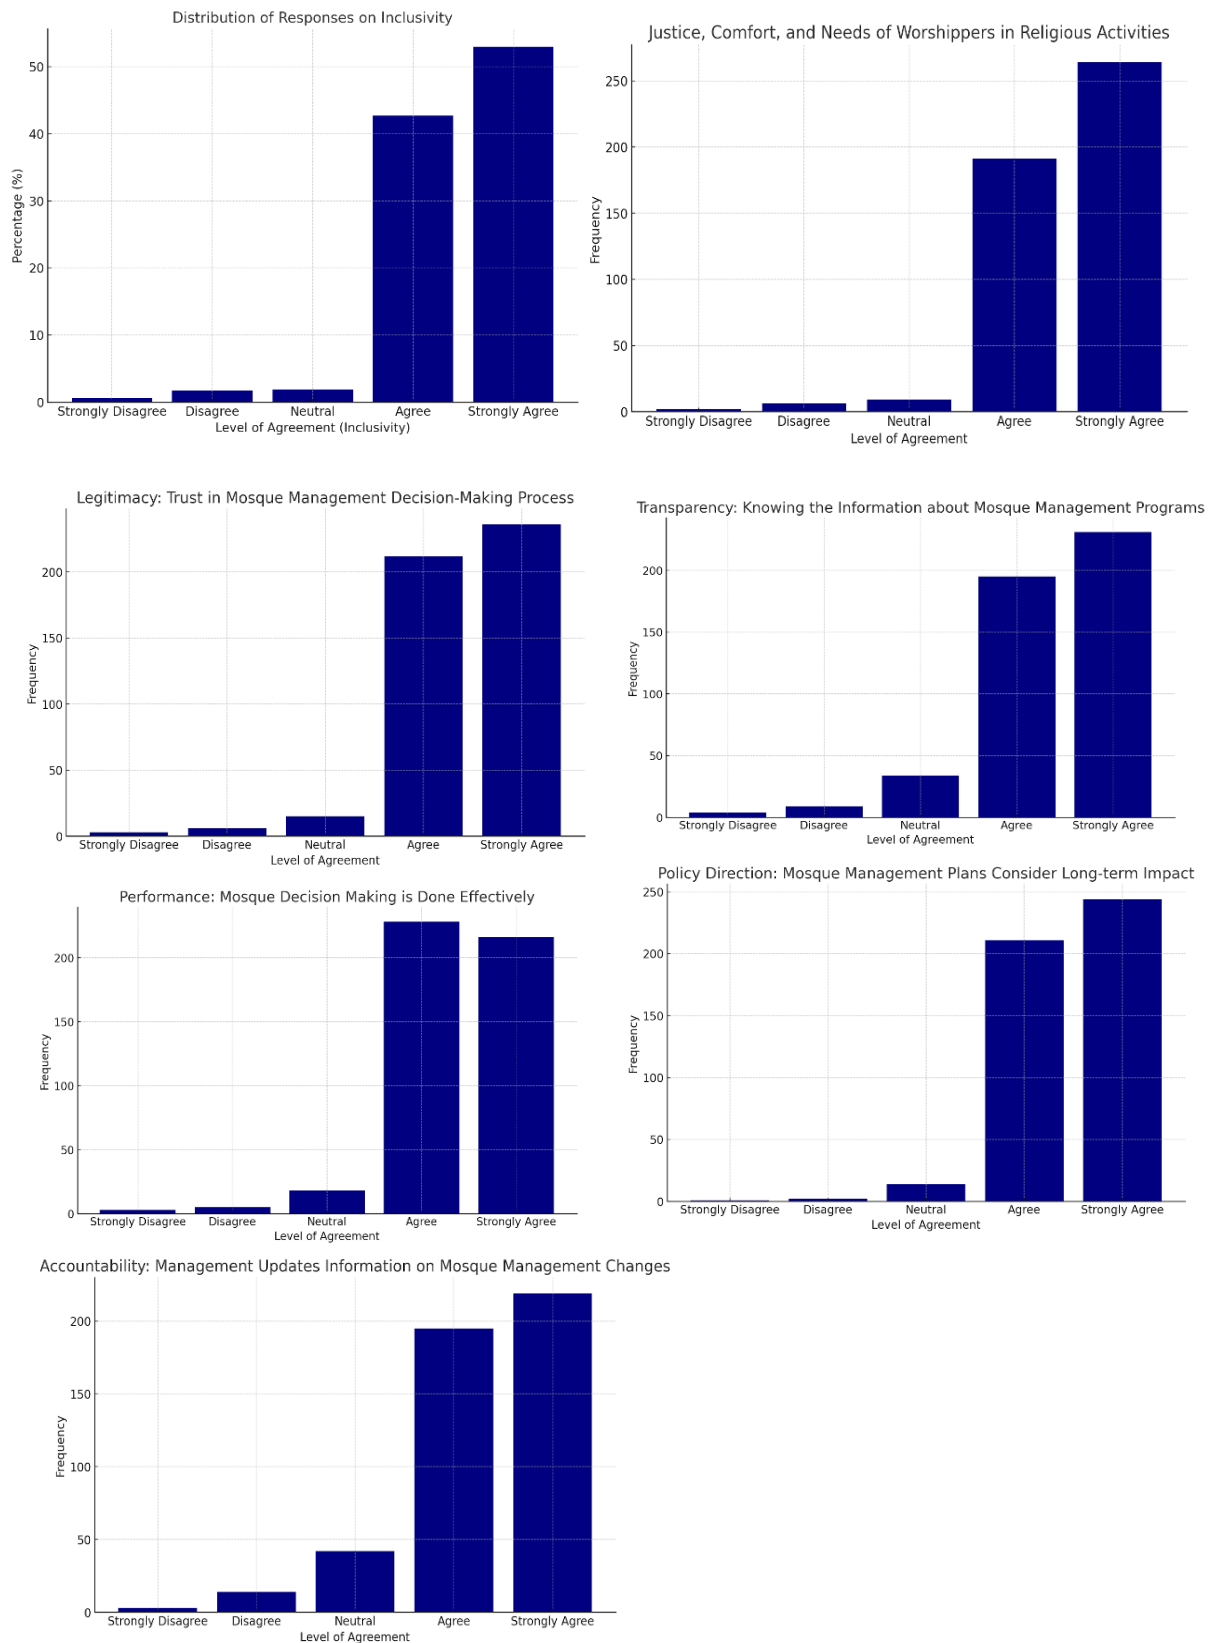 Distribution of Responses on Inclusivity
50
40
30
20
10
0
Percentage (%)
Strongly Disagree Disagree Neutral Agree Strongly Agree
Level of Agreement (Inclusivity)
Justice, Comfort, and Needs of Worshippers in Religious Activities
250
200
150
100
50
0
Frequency
Strongly Disagree Disagree Neutral Agree Strongly Agree
Level of Agreement
Legitimacy: Trust in Mosque Management Decision-Making Process
200
150
100
50
0
Frequency
Strongly Disagree Disagree Neutral Agree Strongly Agree
Level of Agreement
Transparency: Knowing the Information about Mosque Management Programs
200
150
100
50
0
Frequency
Strongly Disagree Disagree Neutral Agree Strongly Agree
Level of Agreement
Performance: Mosque Decision Making is Done Effectively
200
150
100
50
0
Frequency
Strongly Disagree Disagree Neutral Agree Strongly Agree
Level of Agreement
Policy Direction: Mosque Management Plans Consider Long-term Impact
250
200
150
100
50
0
Frequency
Strongly Disagree Disagree Neutral Agree Strongly Agree
Level of Agreement
Accountability: Management Updates Information on Mosque Management Changes
200
150
100
50
0
Frequency
Strongly Disagree Disagree Neutral Agree Strongly Agree
Level of Agreement